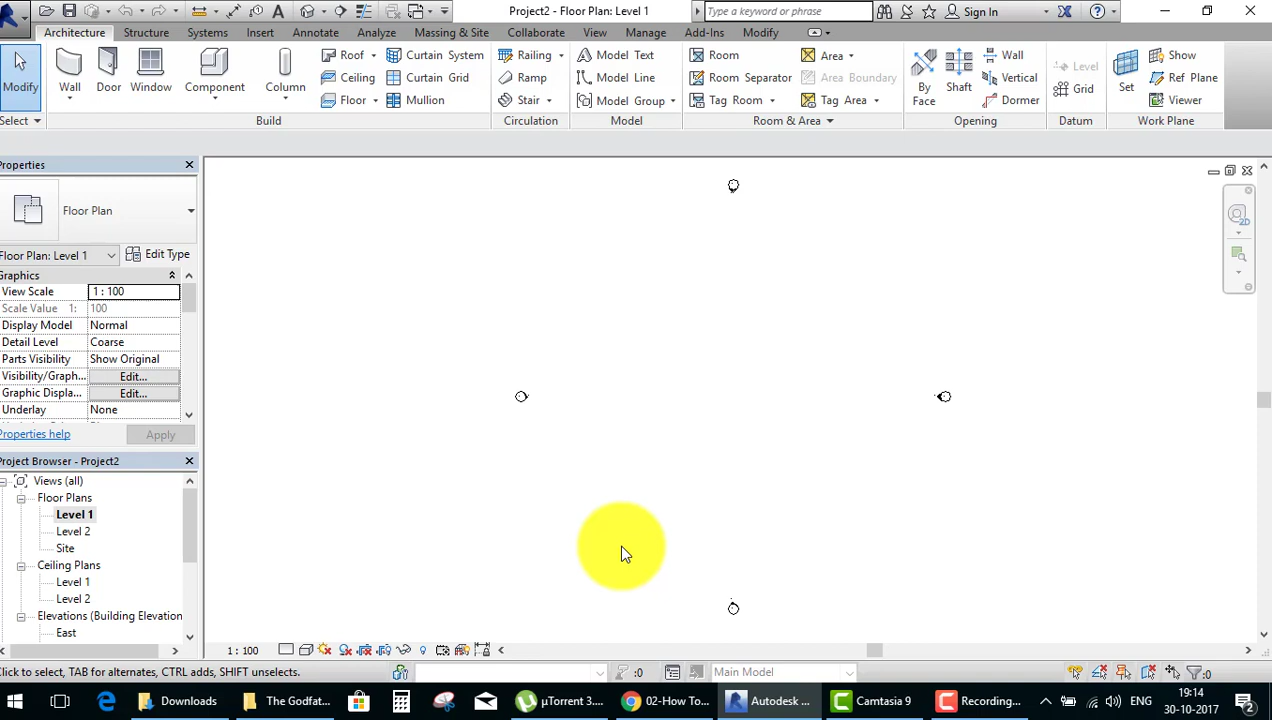 Project2 - Floor Plan: Level 1
Type a keyword or phrase
Sign In
Architecture Structure Systems Insert Annotate Analyze Massing & Site Collaborate View Manage Add-Ins Modify
Modify
Wall
Door
Window
Component
Column
Roof
Ceiling
Floor
Curtain System
Curtain Grid
Mullion
Railing
Ramp
Stair
Model Text
Model Line
Model Group
Room
Room Separator
Tag Room
Area
Area Boundary
Tag Area
By
Face
Shaft
Wall
Vertical
Dormer
Level
Grid
Set
Show
Ref Plane
Viewer
Select Build Circulation Model Room & Area Opening Datum Work Plane
Properties
Floor Plan
Floor Plan: Level 1 Edit Type
Graphics
View Scale 1 : 100
Scale Value 1: 100
Display Model Normal
Detail Level Coarse
Parts Visibility Show Original
Visibility/Graph... Edit...
Graphic Displa... Edit...
Underlay None
Properties help Apply
Project Browser - Project2
Views (all)
Floor Plans
Level 1
Level 2
Site
Ceiling Plans
Level 1
Level 2
Elevations (Building Elevation
East
2D
1 : 100
Click to select, TAB for alternates, CTRL adds, SHIFT unselects.
:0
Main Model
:0
Downloads
The Godfat...
µTorrent 3....
02-How To...
Autodesk ...
Camtasia 9
Recording...
ENG
19:14
30-10-2017
2